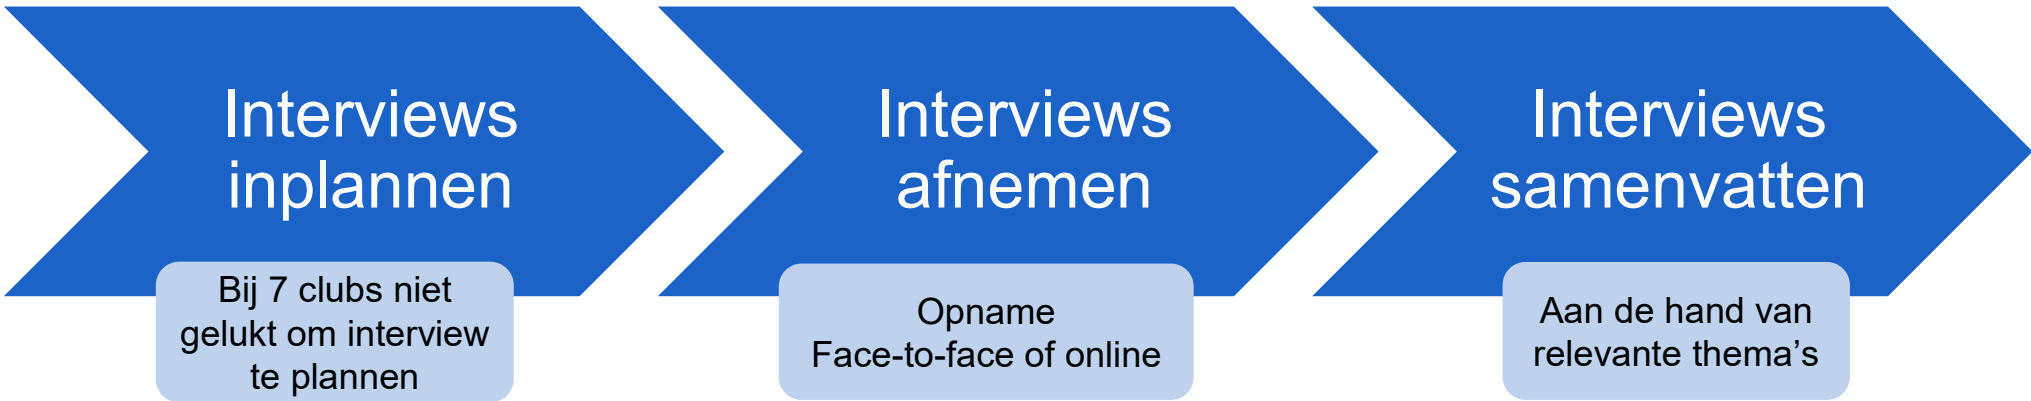 Interviews
inplannen
Bij 7 clubs niet
gelukt om interview
te plannen
Interviews
afnemen
Opname
Face-to-face of online
Interviews
samenvatten
Aan de hand van
relevante thema’s